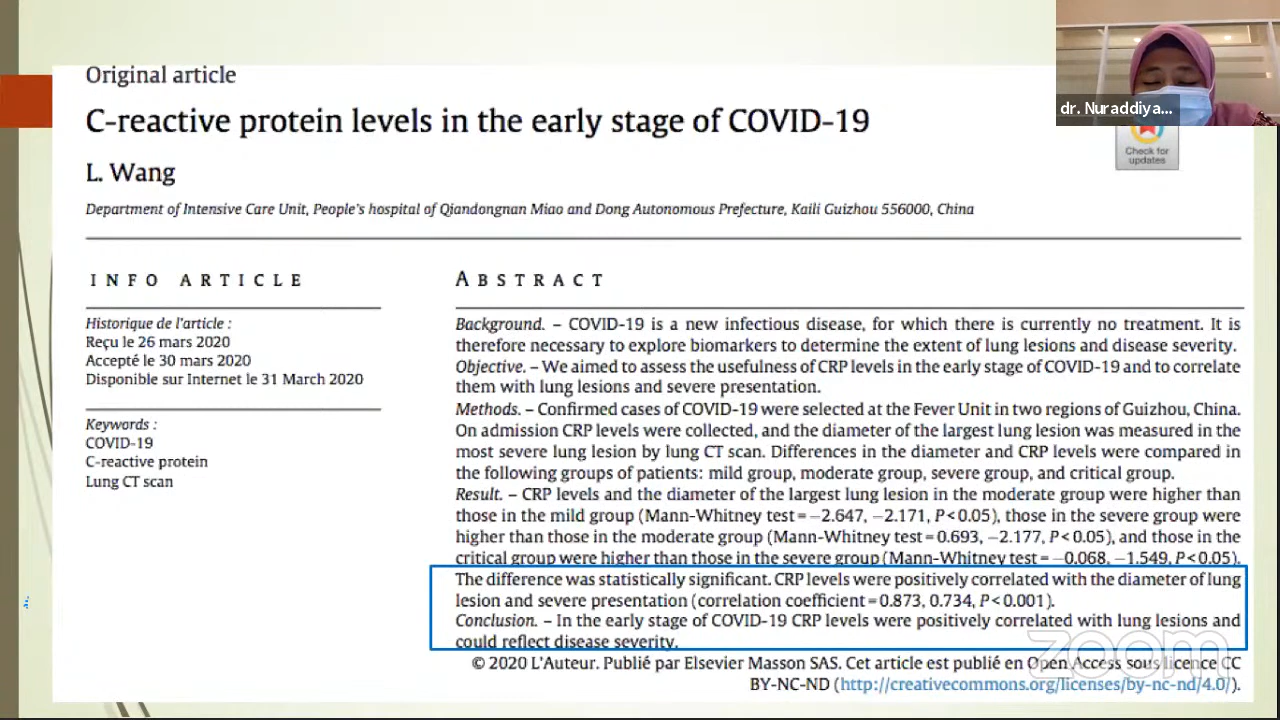 Original article
C-reactive protein levels in the early stage of COVID-19
dr. Nuraddiya...
Check for
updates
L. Wang
Department of Intensive Care Unit, People's hospital of Qiandongnan Miao and Dong Autonomous Prefecture, Kaili Guizhou 556000, China
INFO ARTICLE
Historique de l'article :
Reçu le 26 mars 2020
Accepté le 30 mars 2020
Disponible sur Internet le 31 March 2020
Keywords :
COVID-19
C-reactive protein
Lung CT scan
ABSTRACT
Background. – COVID-19 is a new infectious disease, for which there is currently no treatment. It is
therefore necessary to explore biomarkers to determine the extent of lung lesions and disease severity.
Objective. – We aimed to assess the usefulness of CRP levels in the early stage of COVID-19 and to correlate
them with lung lesions and severe presentation.
Methods. – Confirmed cases of COVID-19 were selected at the Fever Unit in two regions of Guizhou, China.
On admission CRP levels were collected, and the diameter of the largest lung lesion was measured in the
most severe lung lesion by lung CT scan. Differences in the diameter and CRP levels were compared in
the following groups of patients: mild group, moderate group, severe group, and critical group.
Result. – CRP levels and the diameter of the largest lung lesion in the moderate group were higher than
those in the mild group (Mann-Whitney test = −2.647, −2.171, P < 0.05), those in the severe group were
higher than those in the moderate group (Mann-Whitney test = 0.693, −2.177, P < 0.05), and those in the
critical group were higher than those in the severe group (Mann-Whitney test = −0.068, −1.549, P < 0.05).
The difference was statistically significant. CRP levels were positively correlated with the diameter of lung
lesion and severe presentation (correlation coefficient = 0.873, 0.734, P < 0.001).
Conclusion. – In the early stage of COVID-19 CRP levels were positively correlated with lung lesions and
could reflect disease severity.
© 2020 L'Auteur. Publié par Elsevier Masson SAS. Cet article est publié en Open Access sous licence CC
BY-NC-ND (http://creativecommons.org/licenses/by-nc-nd/4.0/).
zoom